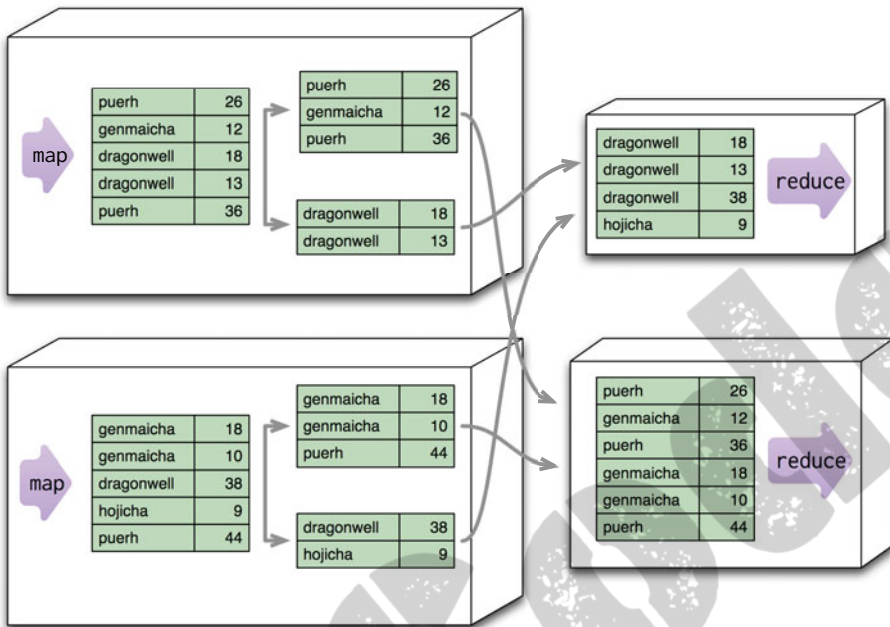 map
puerh 26
genmaicha 12
dragonwell 18
dragonwell 13
puerh 36
puerh 26
genmaicha 12
puerh 36
dragonwell 18
dragonwell 13
dragonwell 18
dragonwell 13
dragonwell 38
hojicha 9
reduce
map
genmaicha 18
genmaicha 10
dragonwell 38
hojicha 9
puerh 44
genmaicha 18
genmaicha 10
puerh 44
dragonwell 38
hojicha 9
puerh 26
genmaicha 12
puerh 36
genmaicha 18
genmaicha 10
puerh 44
reduce